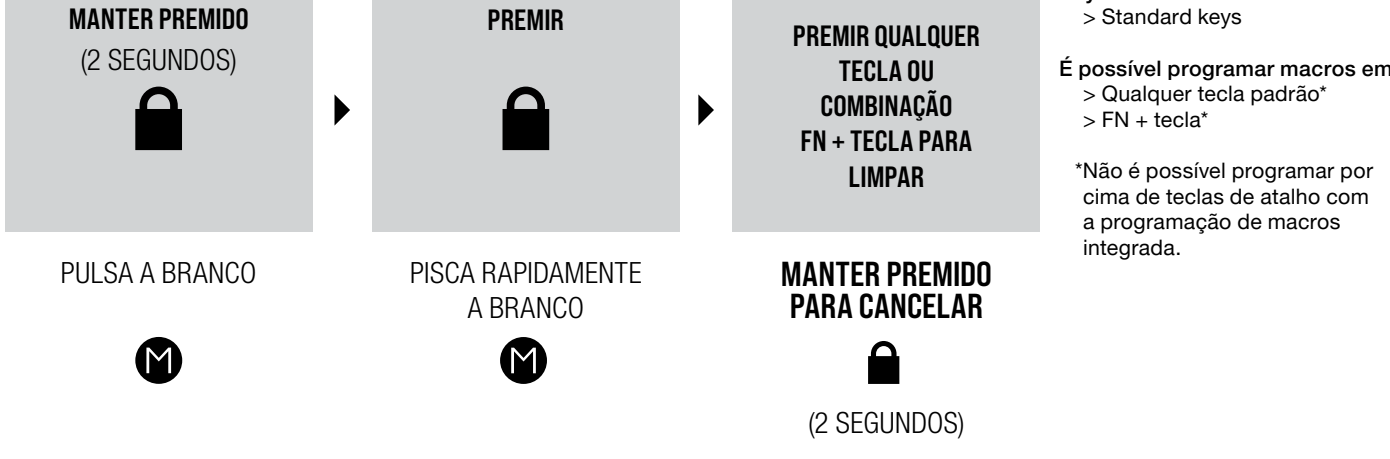 MANTER PREMIDO
(2 SEGUNDOS)
PULSA A BRANCO
M
PREMIR
PISCA RAPIDAMENTE
A BRANCO
M
PREMIR QUALQUER
TECLA OU
COMBINAÇÃO
FN + TECLA PARA
LIMPAR
MANTER PREMIDO
PARA CANCELAR
(2 SEGUNDOS)
> Standard keys
É possível programar macros em
> Qualquer tecla padrão*
> FN + tecla*
*Não é possível programar por
cima de teclas de atalho com
a programação de macros
integrada.